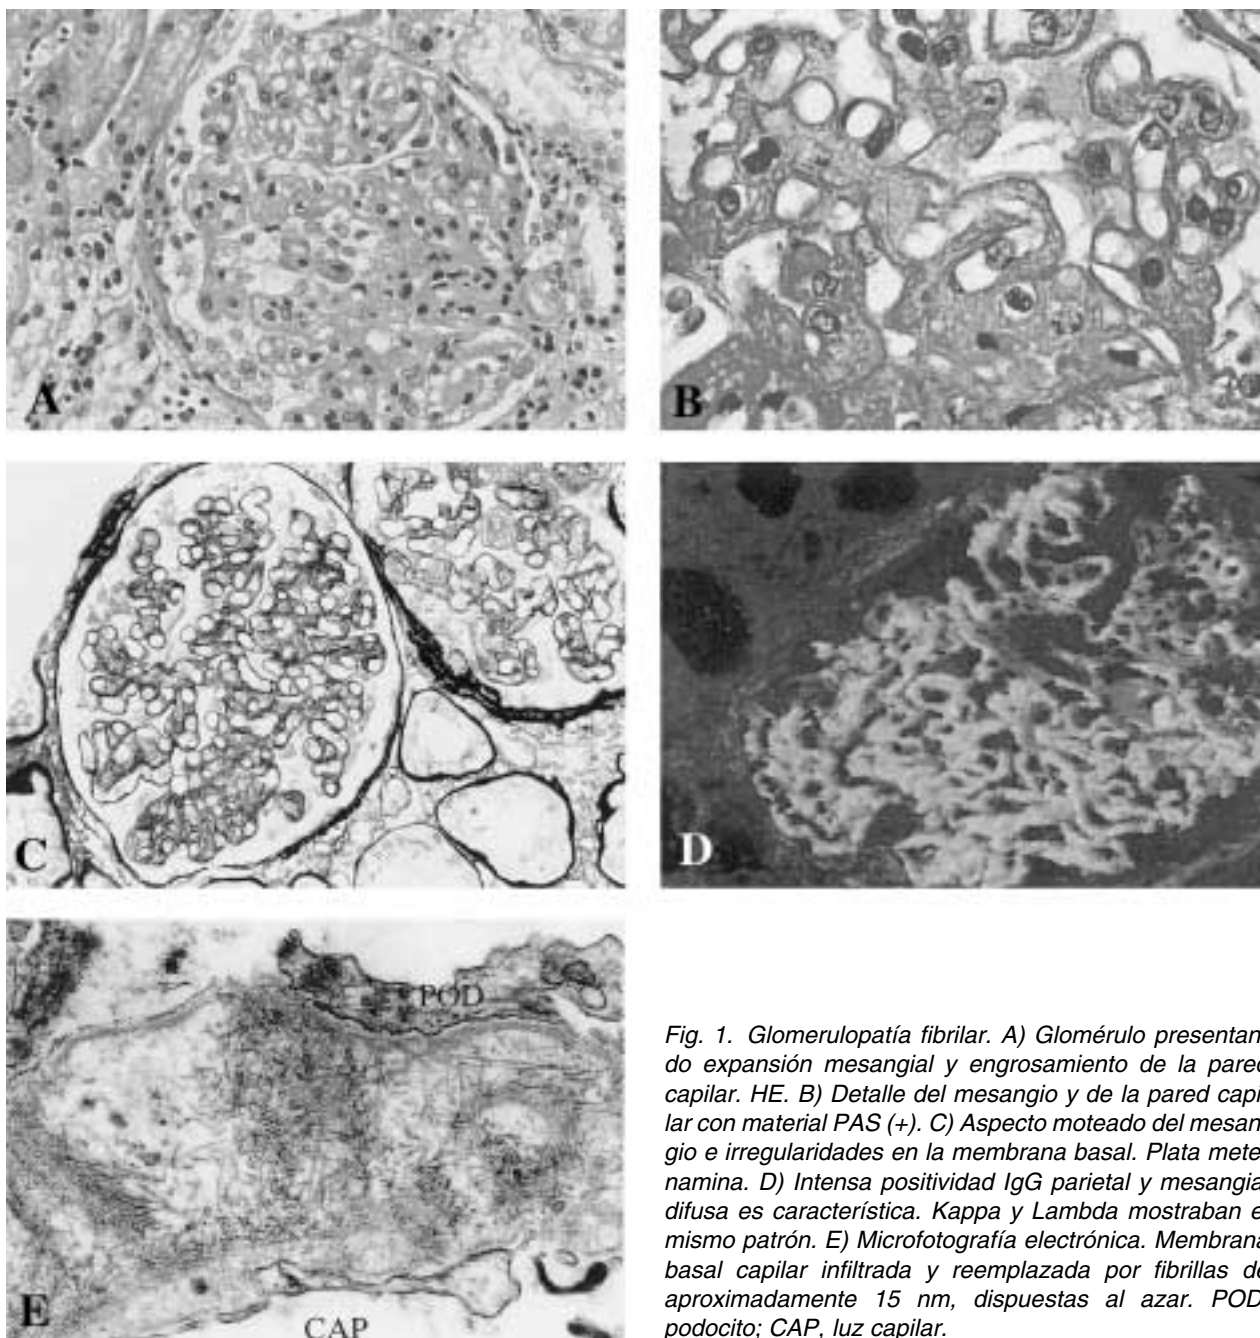 A
B
C
D
POD
E
CAP
Fig. 1. Glomerulopatía fibrilar. A) Glomérulo presentan
do expansión mesangial y engrosamiento de la pared
capilar. HE. B) Detalle del mesangio y de la pared capi
lar con material PAS (+). C) Aspecto moteado del mesan
gio e irregularidades en la membrana basal. Plata mete
namina. D) Intensa positividad IgG parietal y mesangia
difusa es característica. Kappa y Lambda mostraban e
mismo patrón. E) Microfotografía electrónica. Membrana
basal capilar infiltrada y reemplazada por fibrillas de
aproximadamente 15 nm, dispuestas al azar. POD
podocito; CAP, luz capilar.